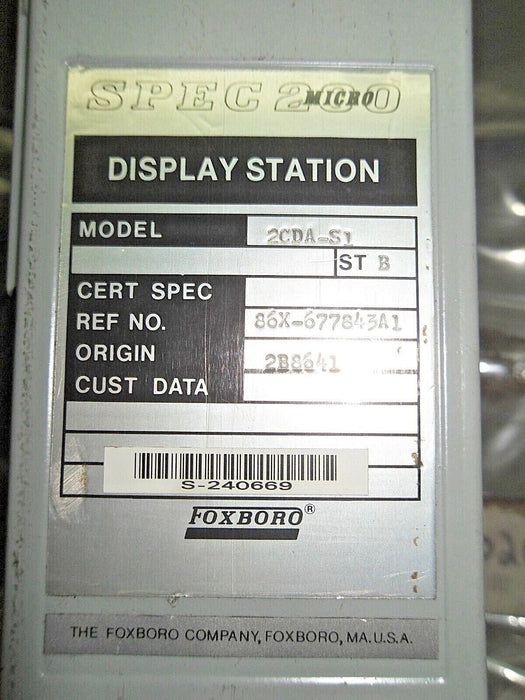 SPEC 200
MICRO
DISPLAY STATION
MODEL 2CDA-S1
ST B
CERT SPEC
REF NO. 86X-677843A1
ORIGIN 2B8641
CUST DATA
S-240669
FOXBORO®
THE FOXBORO COMPANY, FOXBORO, MA. U.S.A.